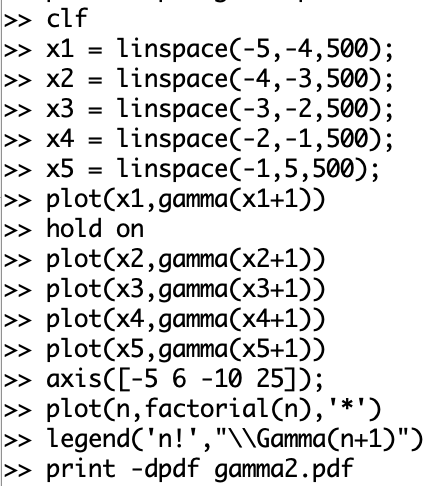 >> clf
>> x1 = linspace(-5,-4,500);
>> x2 = linspace(-4,-3,500);
>> x3 = linspace(-3,-2,500);
>> x4 = linspace(-2,-1,500);
>> x5 = linspace(-1,5,500);
>> plot(x1,gamma(x1+1))
>> hold on
>> plot(x2,gamma(x2+1))
>> plot(x3,gamma(x3+1))
>> plot(x4,gamma(x4+1))
>> plot(x5,gamma(x5+1))
>> axis([-5 6 -10 25]);
>> plot(n,factorial(n),'*')
>> legend('n!',"\\Gamma(n+1)")
>> print -dpdf gamma2.pdf